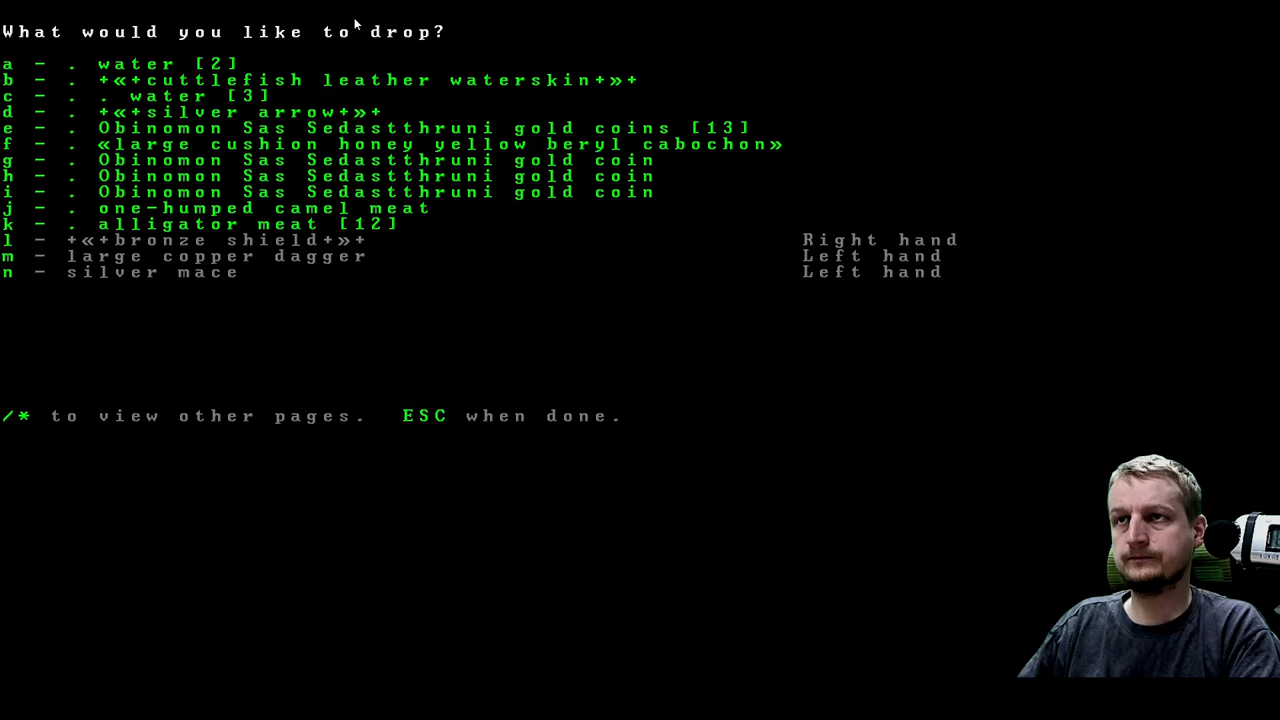 What would you like to drop?
a - . water [2]
b - . +«+cuttlefish leather waterskin+»+
c - . . water [3]
d - . +«+silver arrow+»+
e - . Obinomon Sas Sedastthruni gold coins [13]
f - . «large cushion honey yellow beryl cabochon»
g - . Obinomon Sas Sedastthruni gold coin
h - . Obinomon Sas Sedastthruni gold coin
i - . Obinomon Sas Sedastthruni gold coin
j - . one-humped camel meat
k - . alligator meat [12]
l - +«+bronze shield+»+ Right hand
m - large copper dagger Left hand
n - silver mace Left hand
/* to view other pages. ESC when done.